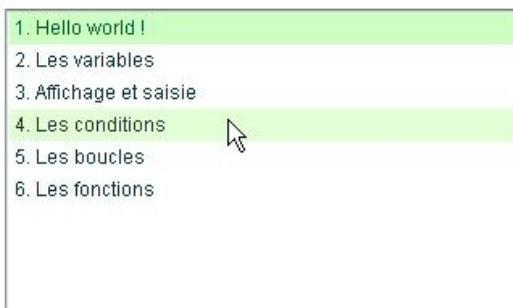 1. Hello world !
2. Les variables
3. Affichage et saisie
4. Les conditions
5. Les boucles
6. Les fonctions